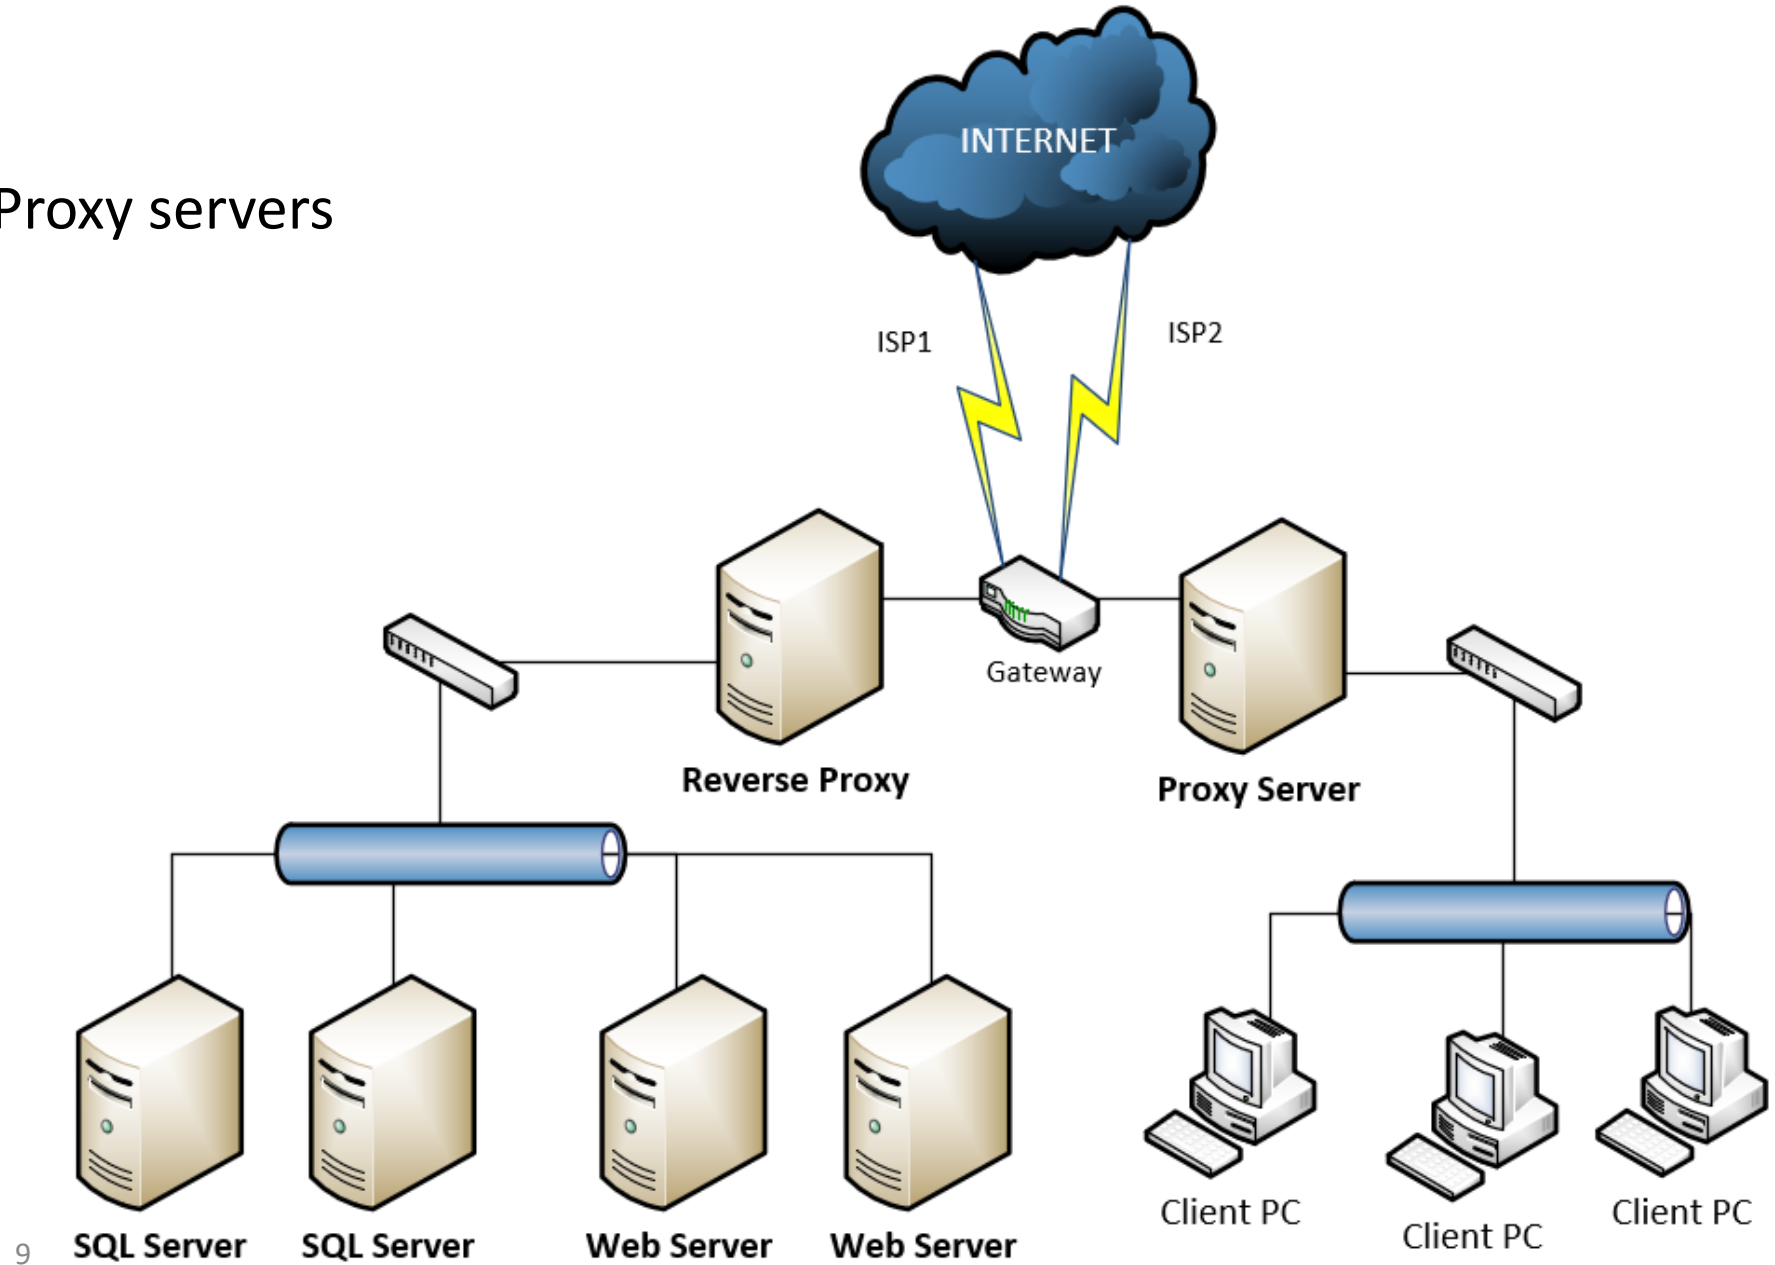 INTERNET
Proxy servers
ISP1
ISP2
Gateway
Reverse Proxy
Proxy Server
Client PC
Client PC
Client PC
SQL Server
SQL Server
Web Server
Web Server
9